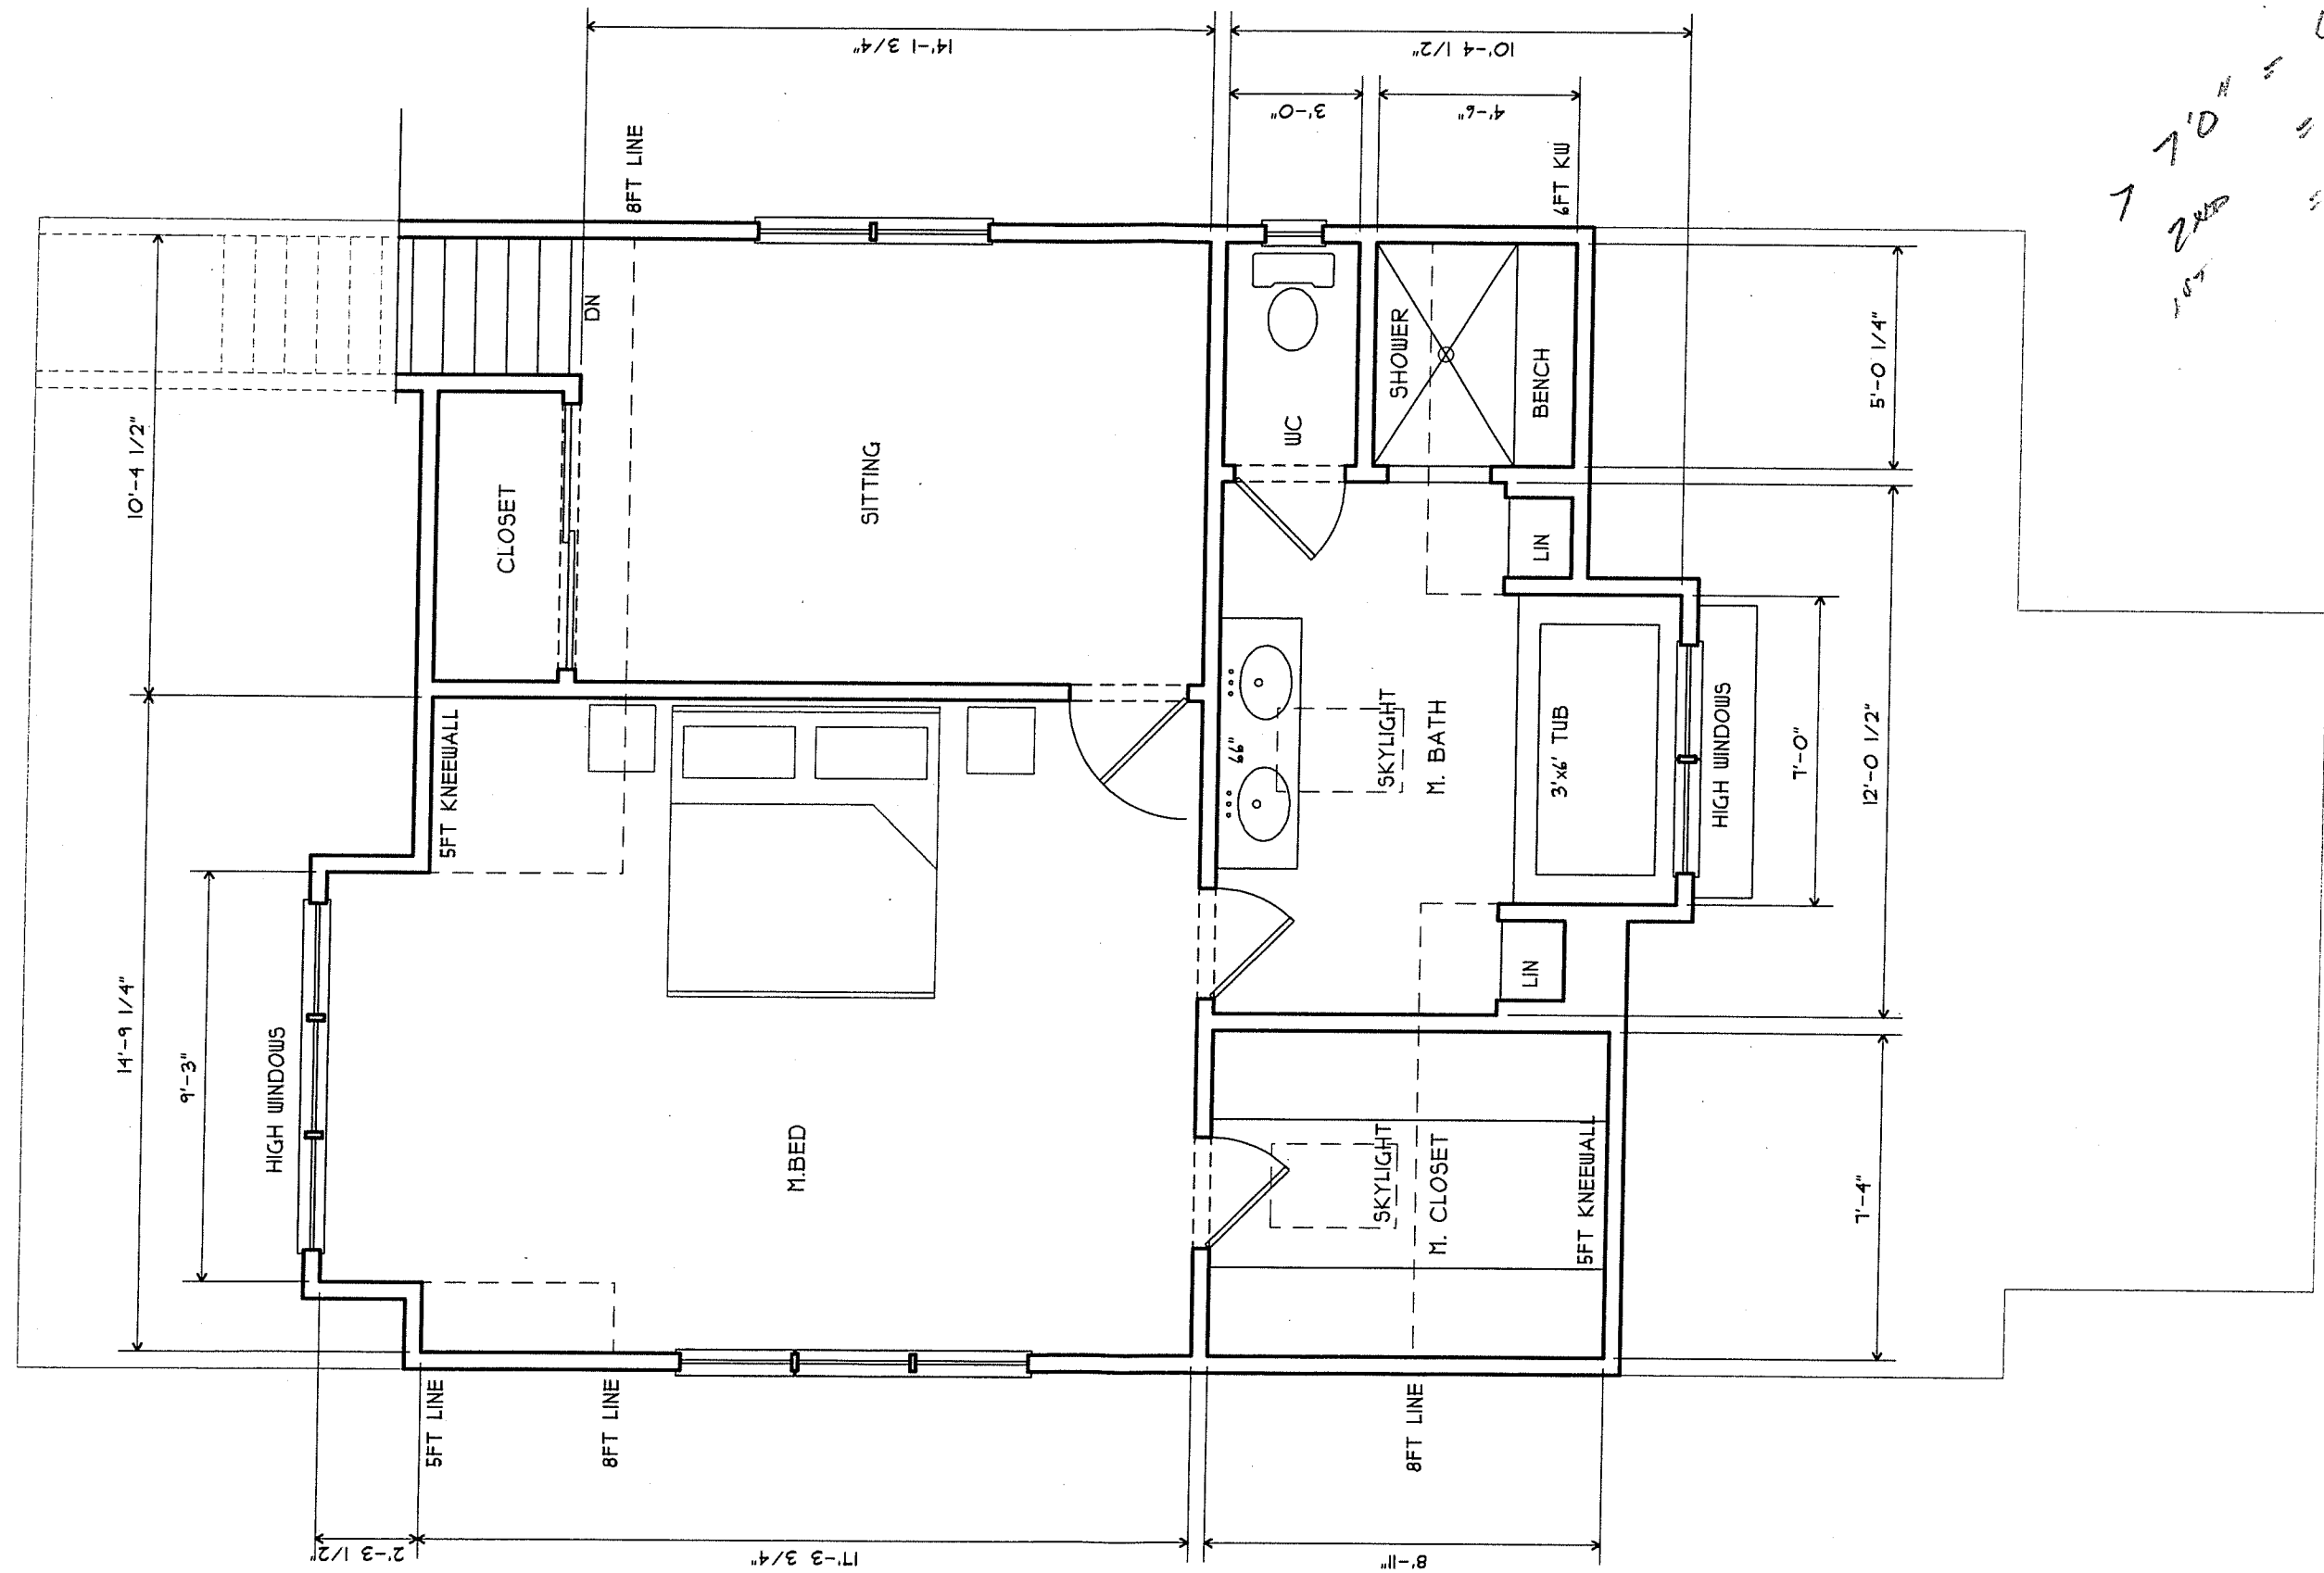 14'-1 3/4"
10'-4 1/2"
3'-0"
4'-6"
8FT LINE
6FT KW
DN
10'-4 1/2"
CLOSET
SITTING
WC
SHOWER
BENCH
5'-0 1/4"
LIN
5FT KNEEWALL
66"
SKYLIGHT
M. BATH
3'x6' TUB
HIGH WINDOWS
7'-0"
12'-0 1/2"
14'-9 1/4"
9'-3"
HIGH WINDOWS
M.BED
LIN
SKYLIGHT
M. CLOSET
5FT KNEEWALL
7'-4"
5FT LINE
8FT LINE
8FT LINE
2'-3 1/2"
17'-3 3/4"
8'-11"
1'0" =
2ND
1ST